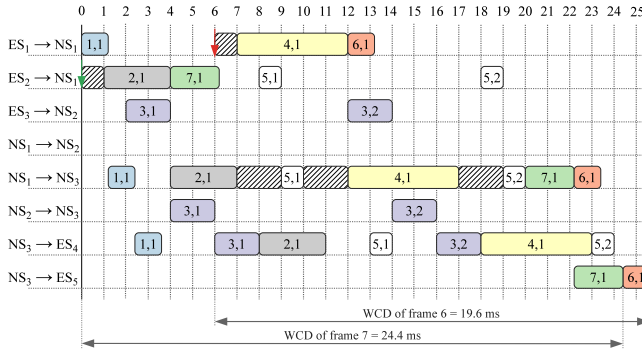 0 1 2 3 4 5 6 7 8 9 10 11 12 13 14 15 16 17 18 19 20 21 22 23 24 25
ES₁ → NS₁ 1,1 4,1 6,1
ES₂ → NS₁ 2,1 7,1 5,1 5,2
ES₃ → NS₂ 3,1 3,2
NS₁ → NS₂
NS₁ → NS₃ 1,1 2,1 5,1 4,1 5,2 7,1 6,1
NS₂ → NS₃ 3,1 3,2
NS₃ → ES₄ 1,1 3,1 2,1 5,1 3,2 4,1 5,2
NS₃ → ES₅ 7,1 6,1
WCD of frame 6 = 19.6 ms
WCD of frame 7 = 24.4 ms